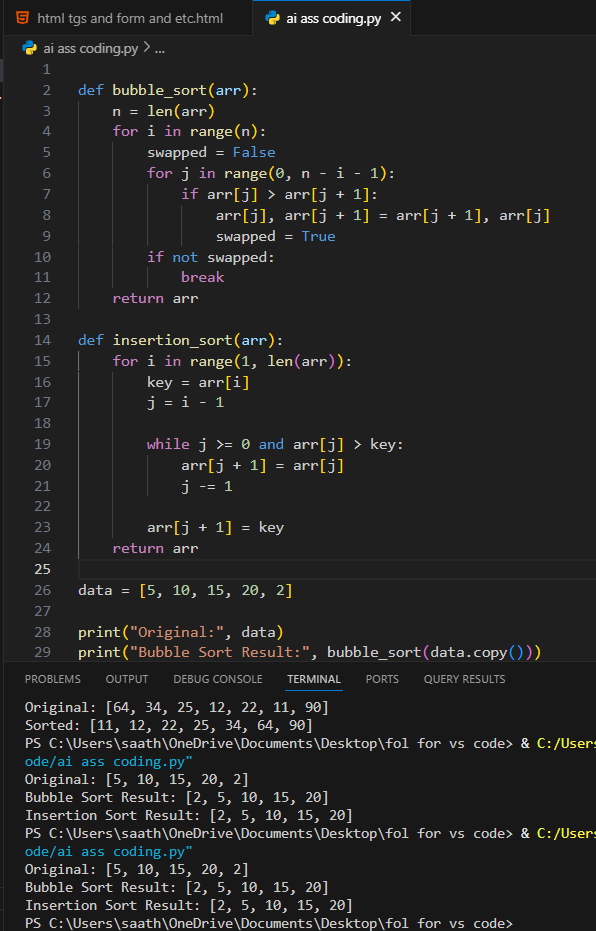 html tgs and form and etc.html
ai ass coding.py ×
ai ass coding.py > ...
1
2 def bubble_sort(arr):
3     n = len(arr)
4     for i in range(n):
5         swapped = False
6         for j in range(0, n - i - 1):
7             if arr[j] > arr[j + 1]:
8                 arr[j], arr[j + 1] = arr[j + 1], arr[j]
9                 swapped = True
10         if not swapped:
11             break
12     return arr
13
14 def insertion_sort(arr):
15     for i in range(1, len(arr)):
16         key = arr[i]
17         j = i - 1
18
19         while j >= 0 and arr[j] > key:
20             arr[j + 1] = arr[j]
21             j -= 1
22
23         arr[j + 1] = key
24     return arr
25
26 data = [5, 10, 15, 20, 2]
27
28 print("Original:", data)
29 print("Bubble Sort Result:", bubble_sort(data.copy()))
PROBLEMS OUTPUT DEBUG CONSOLE TERMINAL PORTS QUERY RESULTS
Original: [64, 34, 25, 12, 22, 11, 90]
Sorted: [11, 12, 22, 25, 34, 64, 90]
PS C:\Users\saath\OneDrive\Documents\Desktop\fol for vs code> & C:/Users
ode/ai ass coding.py"
Original: [5, 10, 15, 20, 2]
Bubble Sort Result: [2, 5, 10, 15, 20]
Insertion Sort Result: [2, 5, 10, 15, 20]
PS C:\Users\saath\OneDrive\Documents\Desktop\fol for vs code> & C:/Users
ode/ai ass coding.py"
Original: [5, 10, 15, 20, 2]
Bubble Sort Result: [2, 5, 10, 15, 20]
Insertion Sort Result: [2, 5, 10, 15, 20]
PS C:\Users\saath\OneDrive\Documents\Desktop\fol for vs code>